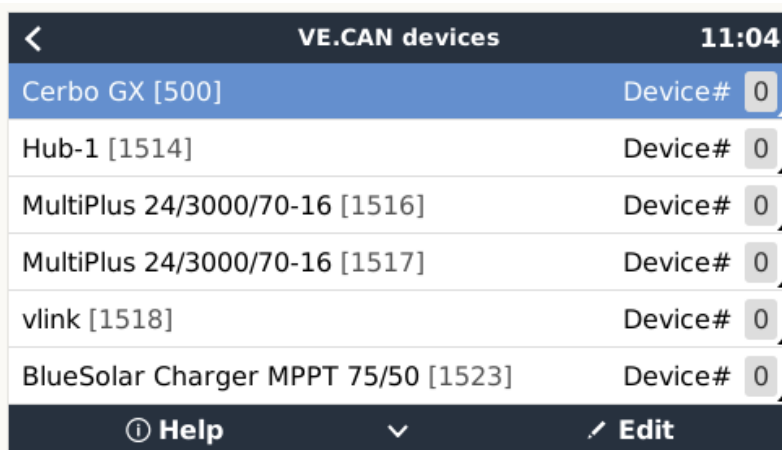 VE.CAN devices 11:04
Cerbo GX [500] Device# 0
Hub-1 [1514] Device# 0
MultiPlus 24/3000/70-16 [1516] Device# 0
MultiPlus 24/3000/70-16 [1517] Device# 0
vlink [1518] Device# 0
BlueSolar Charger MPPT 75/50 [1523] Device# 0
Help Edit